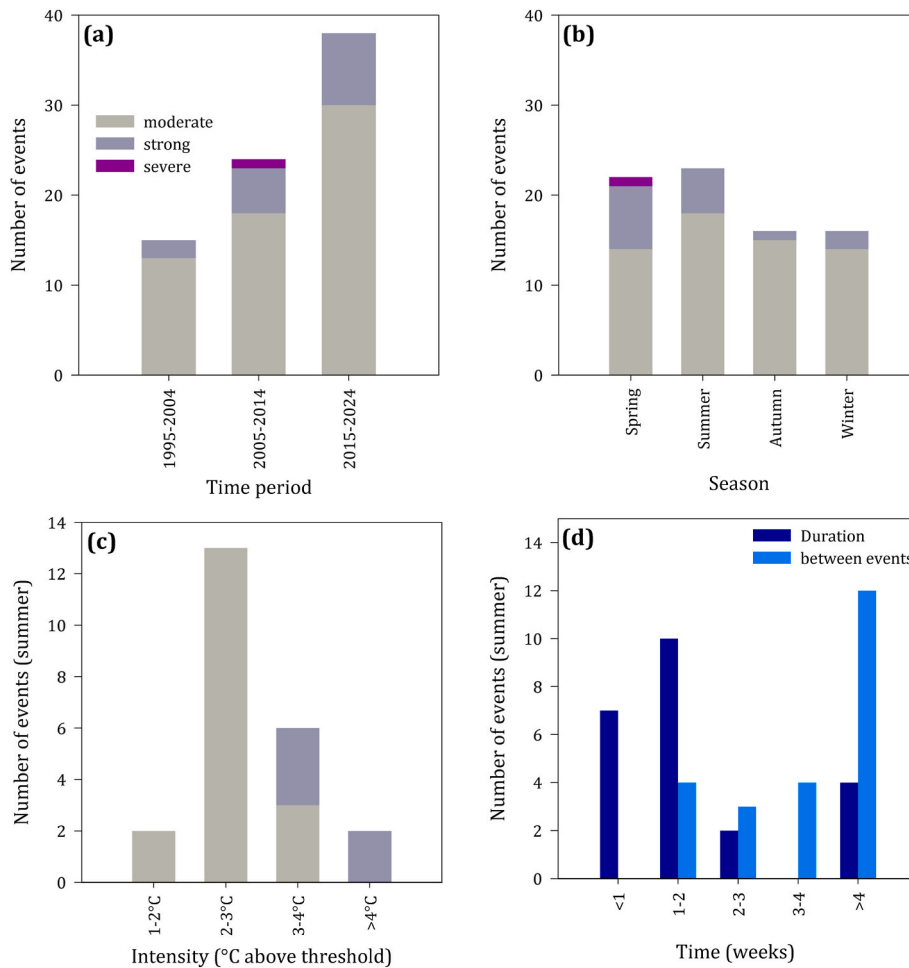 (a)
40
30
20
10
0
Number of events
moderate
strong
severe
1995-2004
2005-2014
2015-2024
Time period
(b)
40
30
20
10
0
Number of events
Spring
Summer
Autumn
Winter
Season
(c)
14
12
10
8
6
4
2
0
Number of events (summer)
1-2°C
2-3°C
3-4°C
>4°C
Intensity (°C above threshold)
(d)
14
12
10
8
6
4
2
0
Number of events (summer)
Duration
between events
<1
1-2
2-3
3-4
>4
Time (weeks)